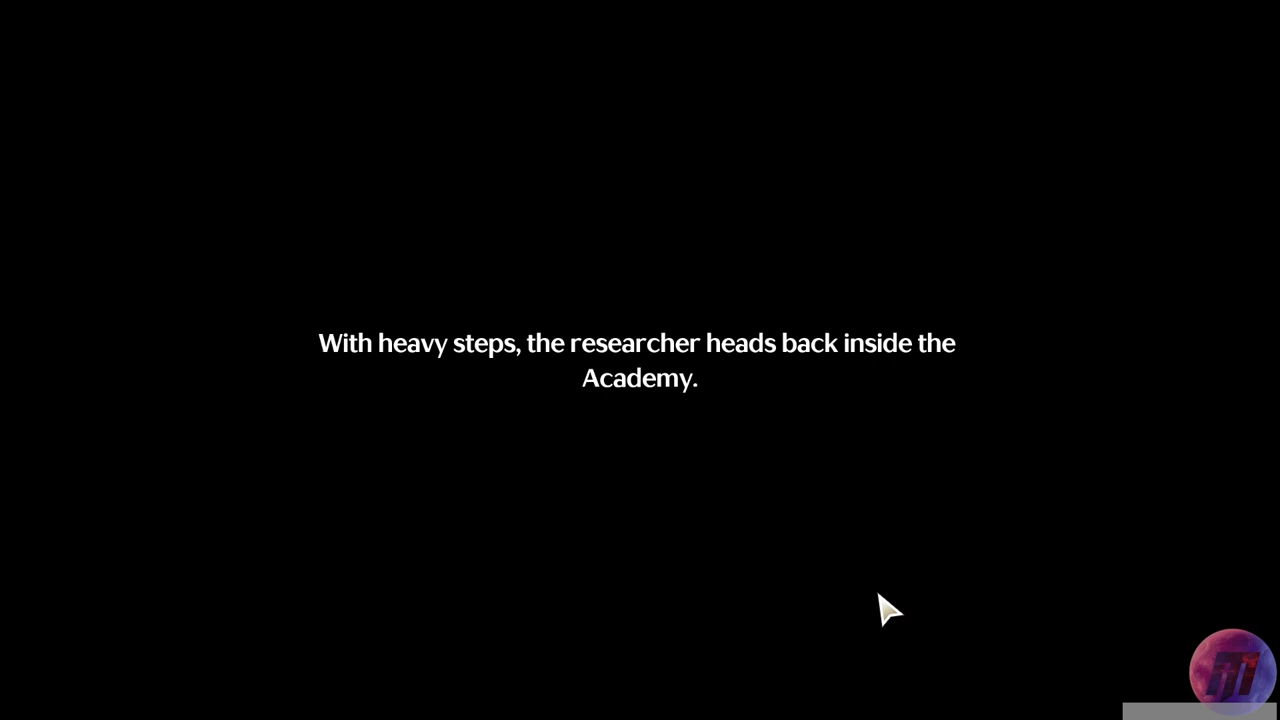 With heavy steps, the researcher heads back inside the
Academy.